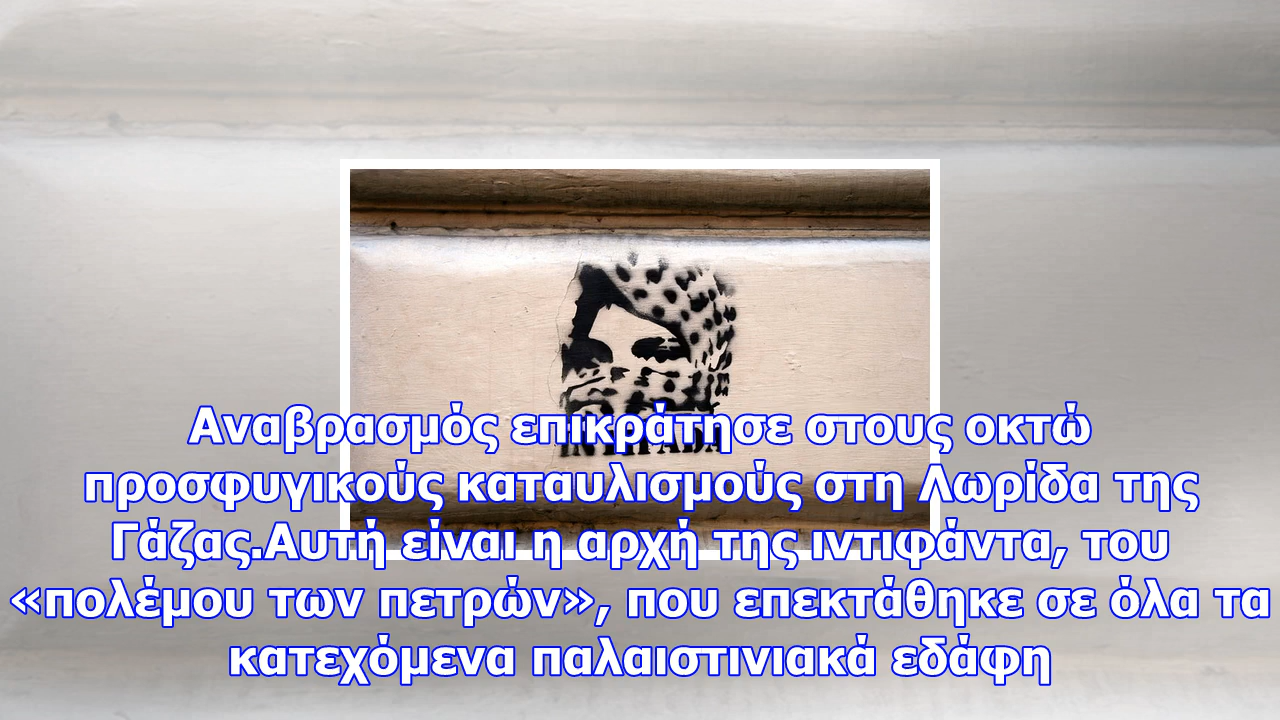 Αναβρασμός επικράτησε στους οκτώ
προσφυγικούς καταυλισμούς στη Λωρίδα της
Γάζας.Αυτή είναι η αρχή της ιντιφάντα, του
«πολέμου των πετρών», που επεκτάθηκε σε όλα τα
κατεχόμενα παλαιστινιακά εδάφη